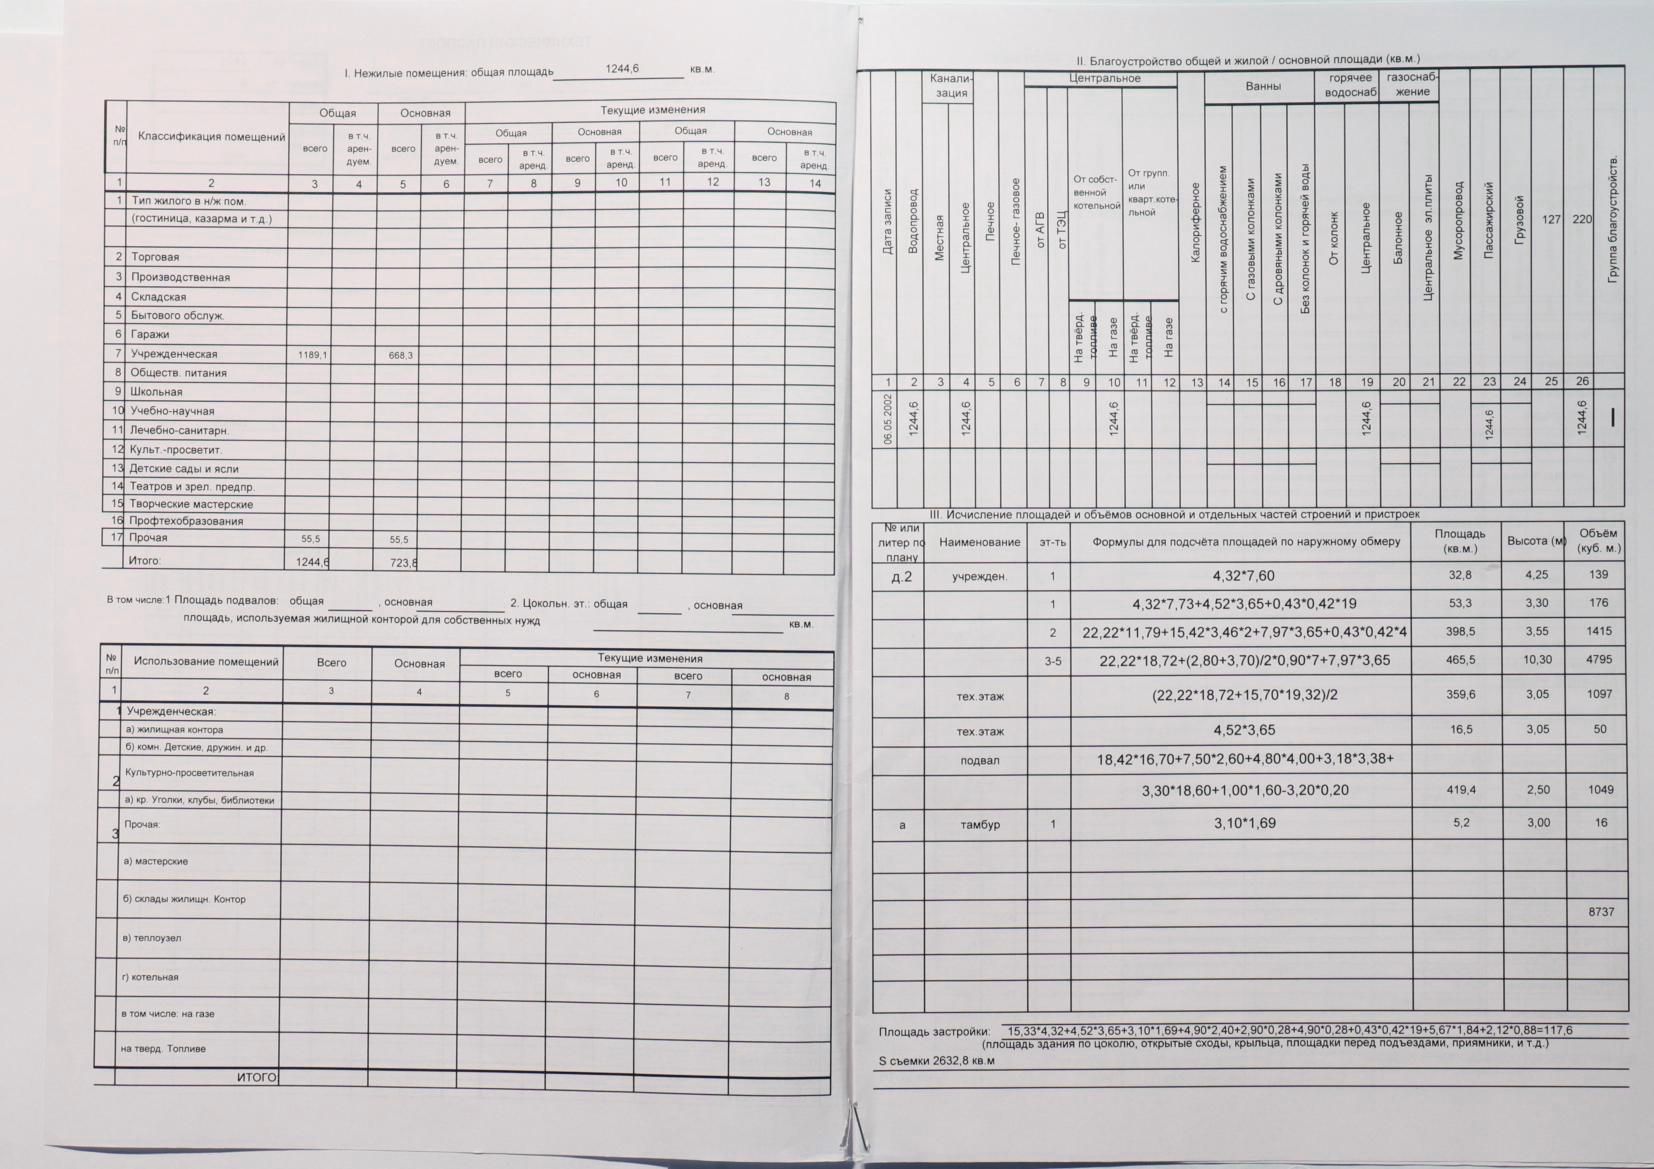 I. Нежилые помещения: общая площадь 1244,6 кв.м.
№ п/п Классификация помещений Общая Основная Текущие изменения
Общая Основная Общая Основная
всего в т.ч. арен-дуем. всего в т.ч. арен-дуем. всего в т.ч. аренд. всего в т.ч. аренд. всего в т.ч. аренд. всего в т.ч. аренд
1 2 3 4 5 6 7 8 9 10 11 12 13 14
1 Тип жилого в н/ж пом.
(гостиница, казарма и т.д.)
2 Торговая
3 Производственная
4 Складская
5 Бытового обслуж.
6 Гаражи
7 Учрежденческая 1189,1 668,3
8 Обществ. питания
9 Школьная
10 Учебно-научная
11 Лечебно-санитарн.
12 Культ.-просветит.
13 Детские сады и ясли
14 Театров и зрел. предпр.
15 Творческие мастерские
16 Профтехобразования
17 Прочая 55,5 55,5
Итого: 1244,6 723,8
В том числе:1 Площадь подвалов: общая , основная 2. Цокольн. эт.: общая , основная
площадь, используемая жилищной конторой для собственных нужд кв.м.
№ п/п Использование помещений Всего Основная Текущие изменения
всего основная всего основная
1 2 3 4 5 6 7 8
1 Учрежденческая:
а) жилищная контора
б) комн. Детские, дружин. и др.
2 Культурно-просветительная
а) кр. Уголки, клубы, библиотеки
3 Прочая:
а) мастерские
б) склады жилищн. Контор
в) теплоузел
г) котельная
в том числе: на газе
на тверд. Топливе
ИТОГО:
II. Благоустройство общей и жилой / основной площади (кв.м.)
Канали-зация Центральное Ванны горячее водоснаб газоснаб-жение
Дата записи Водопровод Местная Центральное Печное Печное- газовое от АГВ от ТЭЦ От собст-венной котельной От групп. или кварт.коте-льной Калориферное с горячим водоснабжением С газовыми колонками С дровяными колонками Без колонок и горячей воды От колонк Центральное Балонное Центральное эл.плиты Мусоропровод Пассажирский Грузовой 127 220 Группа благоустройств.
На твёрд. топливе На газе На твёрд. топливе На газе
1 2 3 4 5 6 7 8 9 10 11 12 13 14 15 16 17 18 19 20 21 22 23 24 25 26
06.05.2002 1244,6 1244,6 1244,6 1244,6 1244,6 1244,6 I
III. Исчисление площадей и объёмов основной и отдельных частей строений и пристроек
№ или литер по плану Наименование эт-ть Формулы для подсчёта площадей по наружному обмеру Площадь (кв.м.) Высота (м) Объём (куб. м.)
д.2 учрежден. 1 4,32*7,60 32,8 4,25 139
1 4,32*7,73+4,52*3,65+0,43*0,42*19 53,3 3,30 176
2 22,22*11,79+15,42*3,46*2+7,97*3,65+0,43*0,42*4 398,5 3,55 1415
3-5 22,22*18,72+(2,80+3,70)/2*0,90*7+7,97*3,65 465,5 10,30 4795
тех.этаж (22,22*18,72+15,70*19,32)/2 359,6 3,05 1097
тех.этаж 4,52*3,65 16,5 3,05 50
подвал 18,42*16,70+7,50*2,60+4,80*4,00+3,18*3,38+
3,30*18,60+1,00*1,60-3,20*0,20 419,4 2,50 1049
а тамбур 1 3,10*1,69 5,2 3,00 16
8737
Площадь застройки: 15,33*4,32+4,52*3,65+3,10*1,69+4,90*2,40+2,90*0,28+4,90*0,28+0,43*0,42*19+5,67*1,84+2,12*0,88=117,6
(площадь здания по цоколю, открытые сходы, крыльца, площадки перед подъездами, приямники, и т.д.)
S съемки 2632,8 кв.м